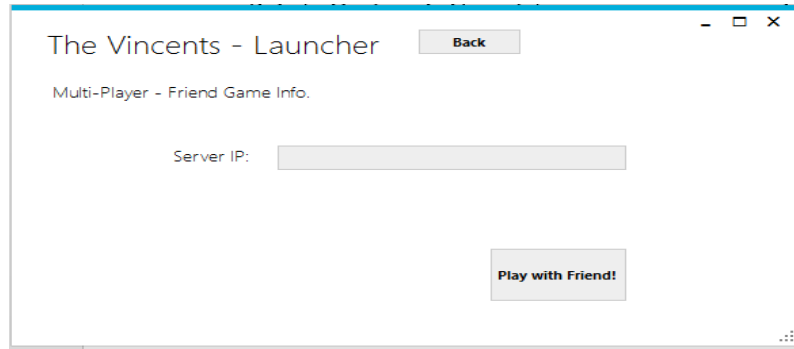 The Vincents - Launcher
Back
Multi-Player - Friend Game Info.
Server IP:
Play with Friend!